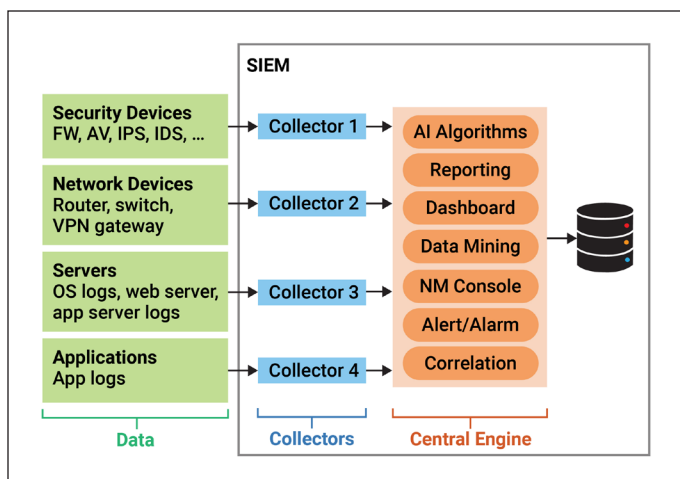 SIEM
Security Devices
FW, AV, IPS, IDS, ...
Network Devices
Router, switch,
VPN gateway
Servers
OS logs, web server,
app server logs
Applications
App logs
Data
Collector 1
Collector 2
Collector 3
Collector 4
Collectors
AI Algorithms
Reporting
Dashboard
Data Mining
NM Console
Alert/Alarm
Correlation
Central Engine